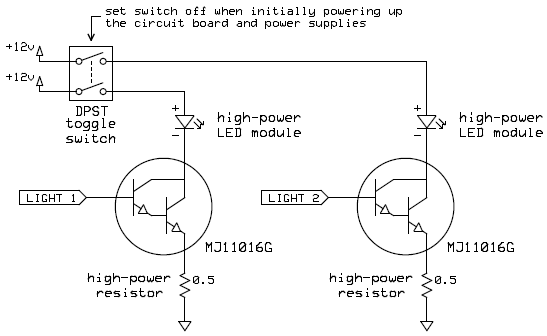 set switch off when initially powering up
the circuit board and power supplies
+12v
+12v
DPST
toggle
switch
+
high-power
LED module
−
+
high-power
LED module
−
LIGHT 1
LIGHT 2
MJ11016G
MJ11016G
high-power
resistor
0.5
high-power
resistor
0.5